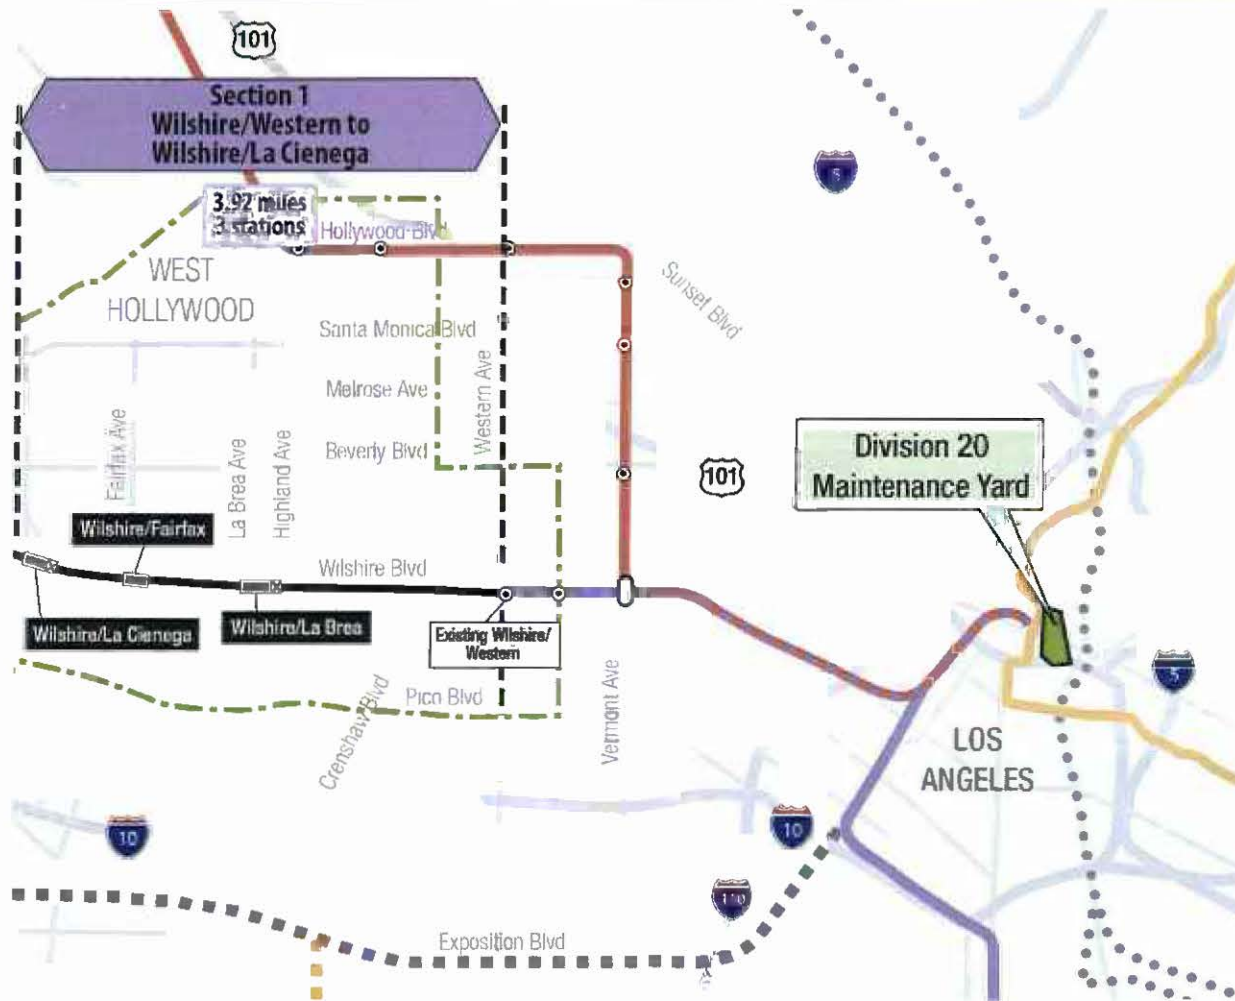 101
Section 1
Wilshire/Western to
Wilshire/La Cienega
5
3.92 miles
3 stations
Hollywood Blvd
WEST
HOLLYWOOD
Sunset Blvd
Santa Monica Blvd
Melrose Ave
Western Ave
Beverly Blvd
Fairfax Ave
La Brea Ave
Highland Ave
101
Division 20
Maintenance Yard
Wilshire/Fairfax
Wilshire Blvd
Wilshire/La Cienega
Wilshire/La Brea
Existing Wilshire/
Western
5
Pico Blvd
Crenshaw Blvd
Vermont Ave
LOS
ANGELES
10
10
110
Exposition Blvd